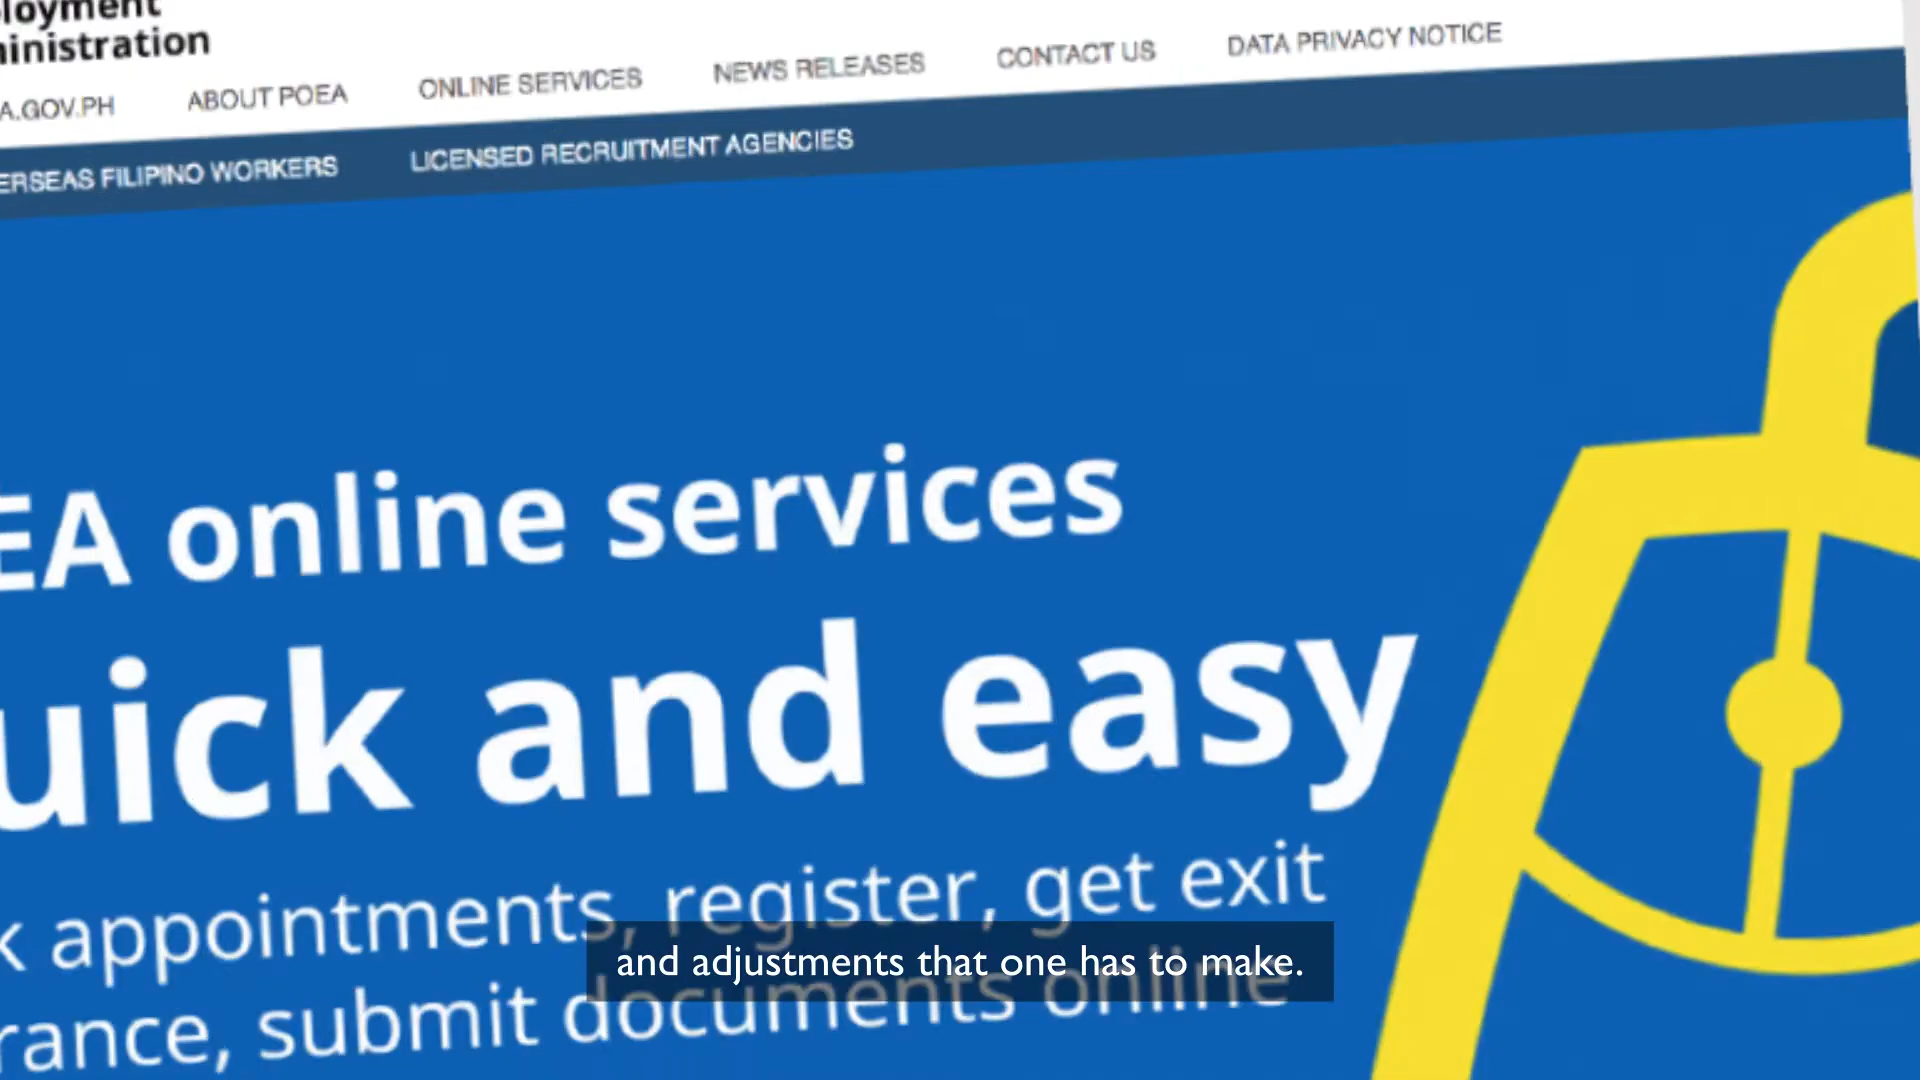 loyment
inistration
A.GOV.PH ABOUT POEA ONLINE SERVICES NEWS RELEASES CONTACT US DATA PRIVACY NOTICE
ERSEAS FILIPINO WORKERS LICENSED RECRUITMENT AGENCIES
EA online services
uick and easy
k appointments, register, get exit
rance, submit documents online
and adjustments that one has to make.